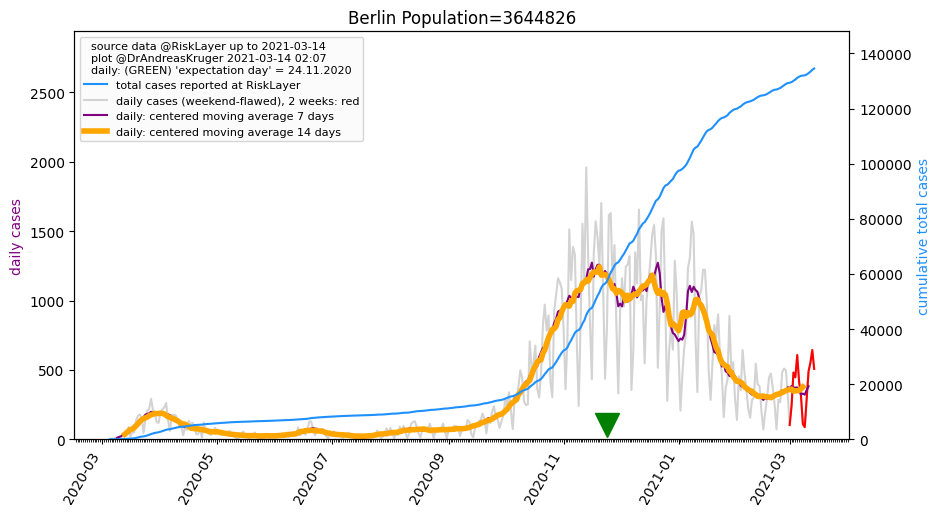 Berlin Population=3644826
source data @RiskLayer up to 2021-03-14
plot @DrAndreasKruger 2021-03-14 02:07
daily: (GREEN) 'expectation day' = 24.11.2020
total cases reported at RiskLayer
daily cases (weekend-flawed), 2 weeks: red
daily: centered moving average 7 days
daily: centered moving average 14 days
daily cases
2500
2000
1500
1000
500
0
140000
120000
100000
80000
60000
40000
20000
0
cumulative total cases
2020-03
2020-05
2020-07
2020-09
2020-11
2021-01
2021-03